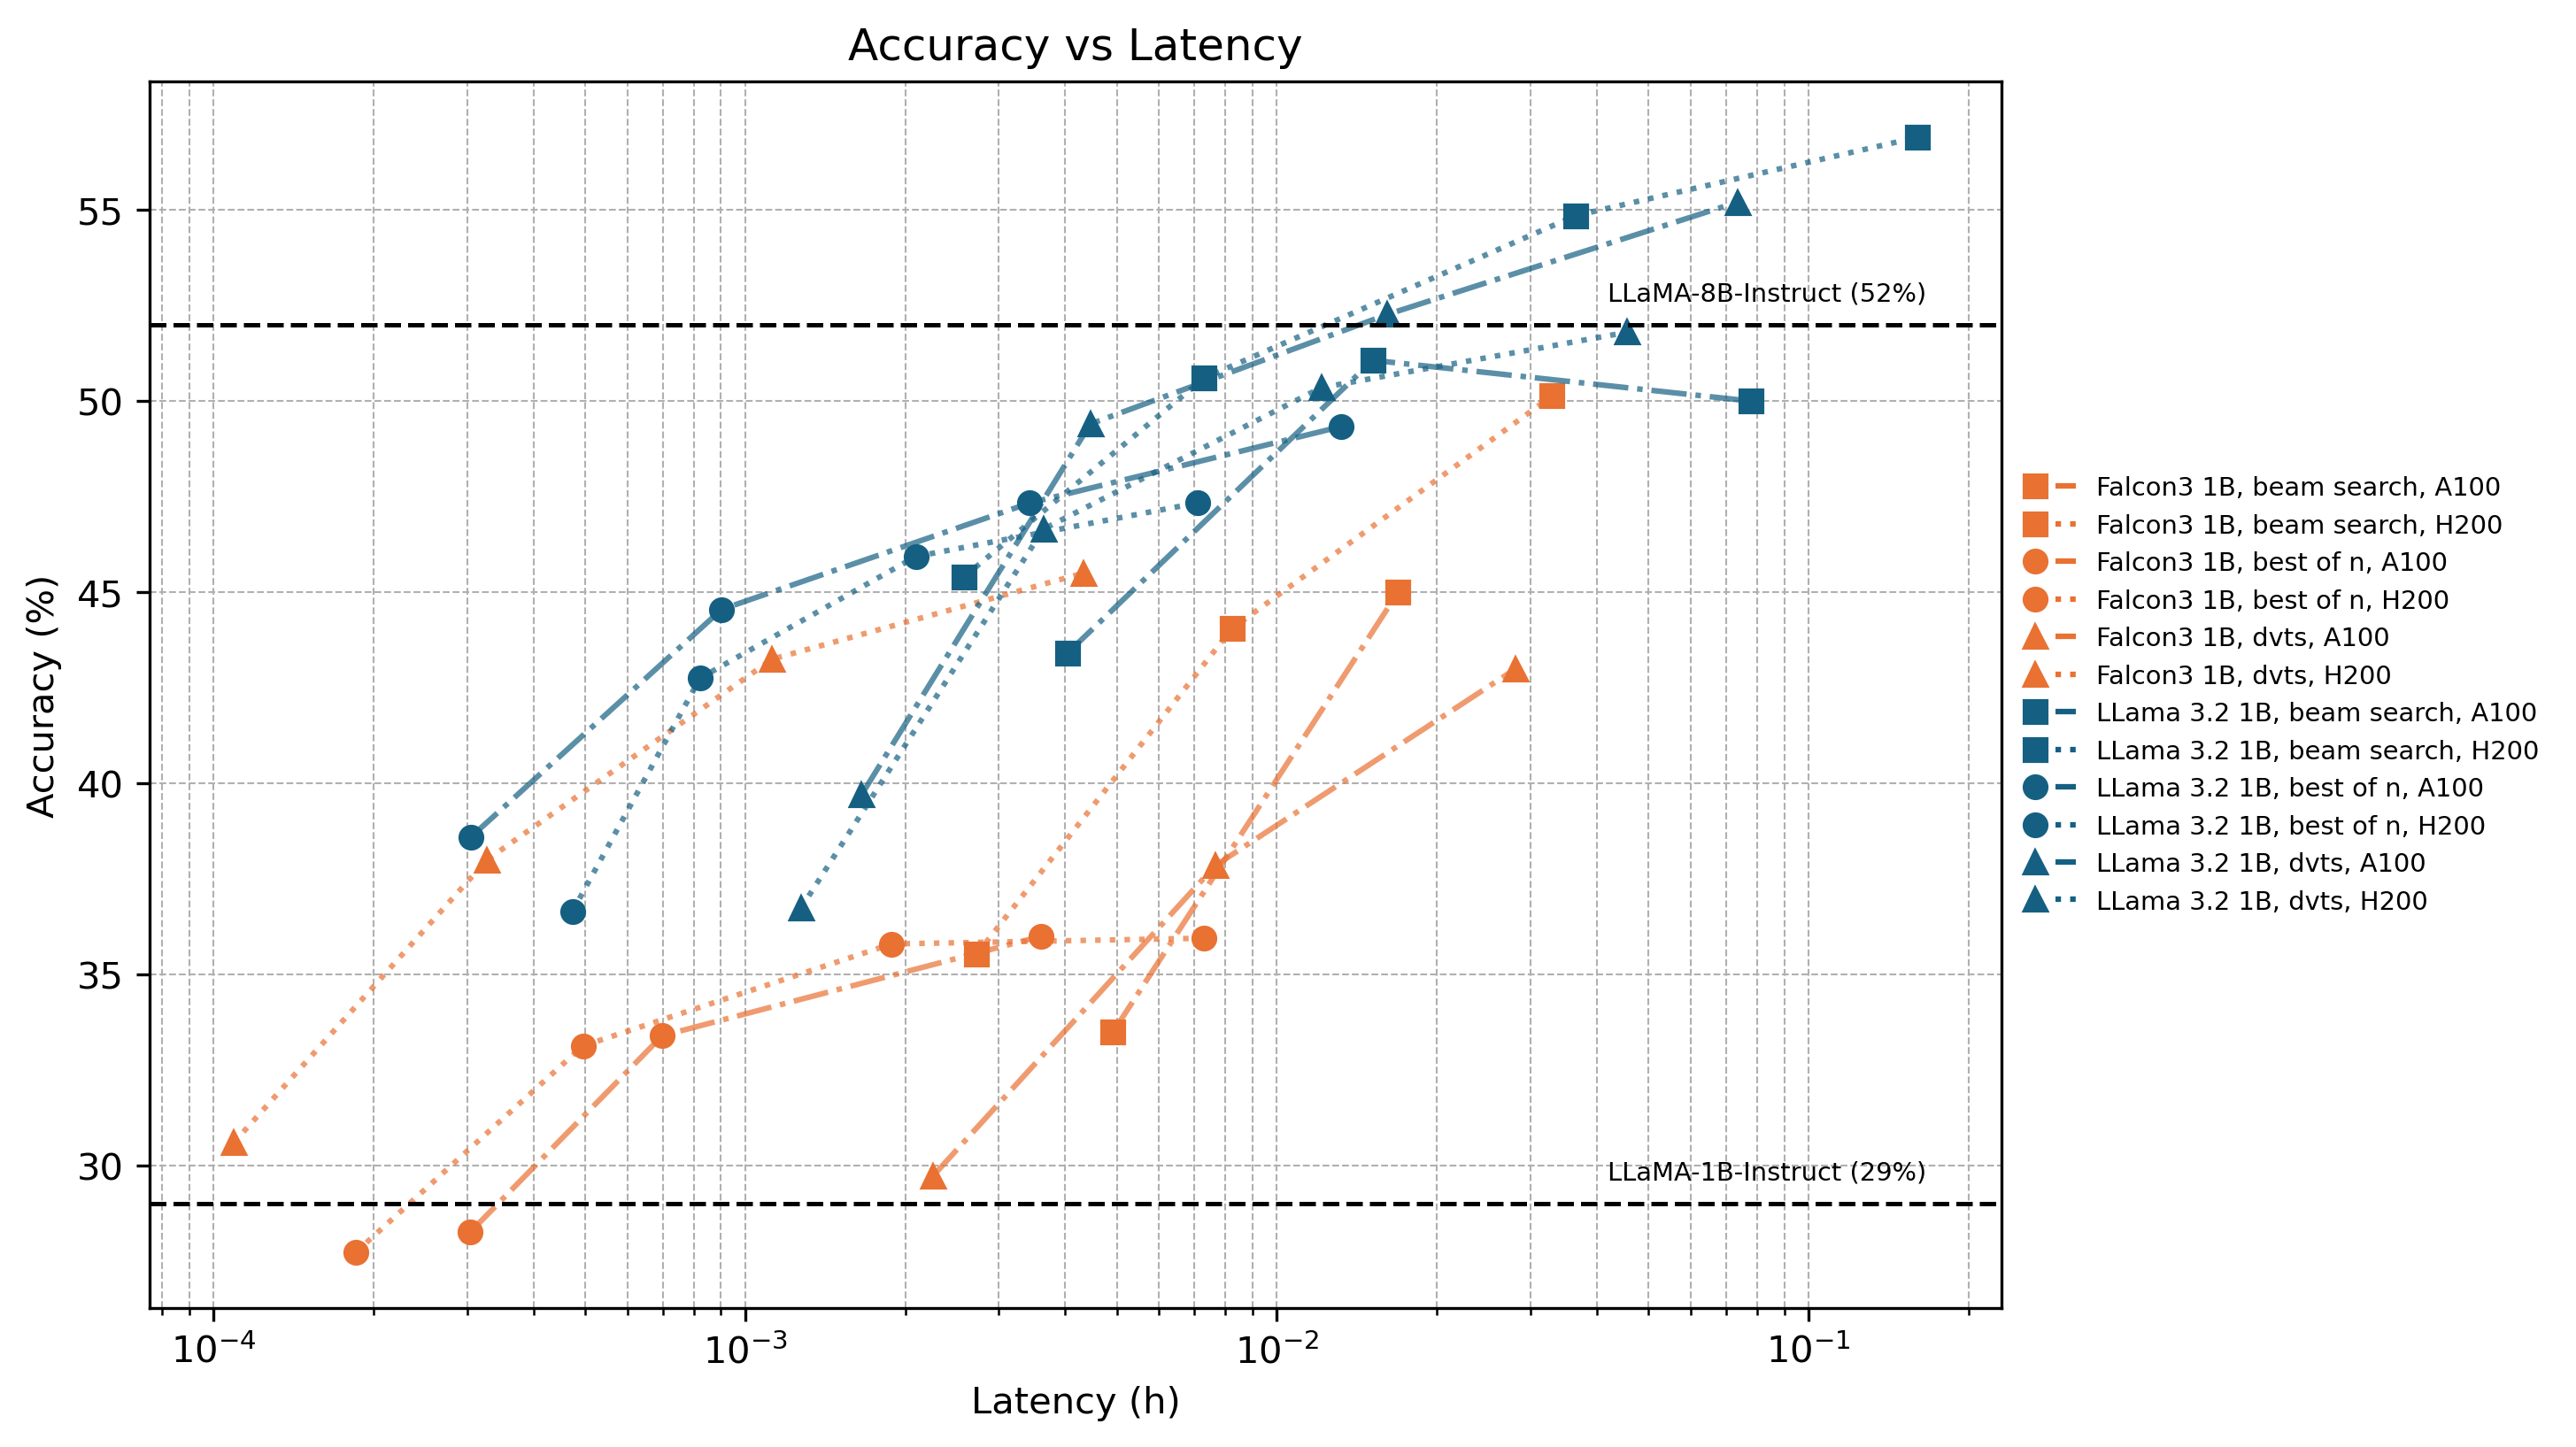 Accuracy vs Latency
Accuracy (%)
55
50
45
40
35
30
LLaMA-8B-Instruct (52%)
LLaMA-1B-Instruct (29%)
10⁻⁴
10⁻³
10⁻²
10⁻¹
Latency (h)
Falcon3 1B, beam search, A100
Falcon3 1B, beam search, H200
Falcon3 1B, best of n, A100
Falcon3 1B, best of n, H200
Falcon3 1B, dvts, A100
Falcon3 1B, dvts, H200
LLama 3.2 1B, beam search, A100
LLama 3.2 1B, beam search, H200
LLama 3.2 1B, best of n, A100
LLama 3.2 1B, best of n, H200
LLama 3.2 1B, dvts, A100
LLama 3.2 1B, dvts, H200